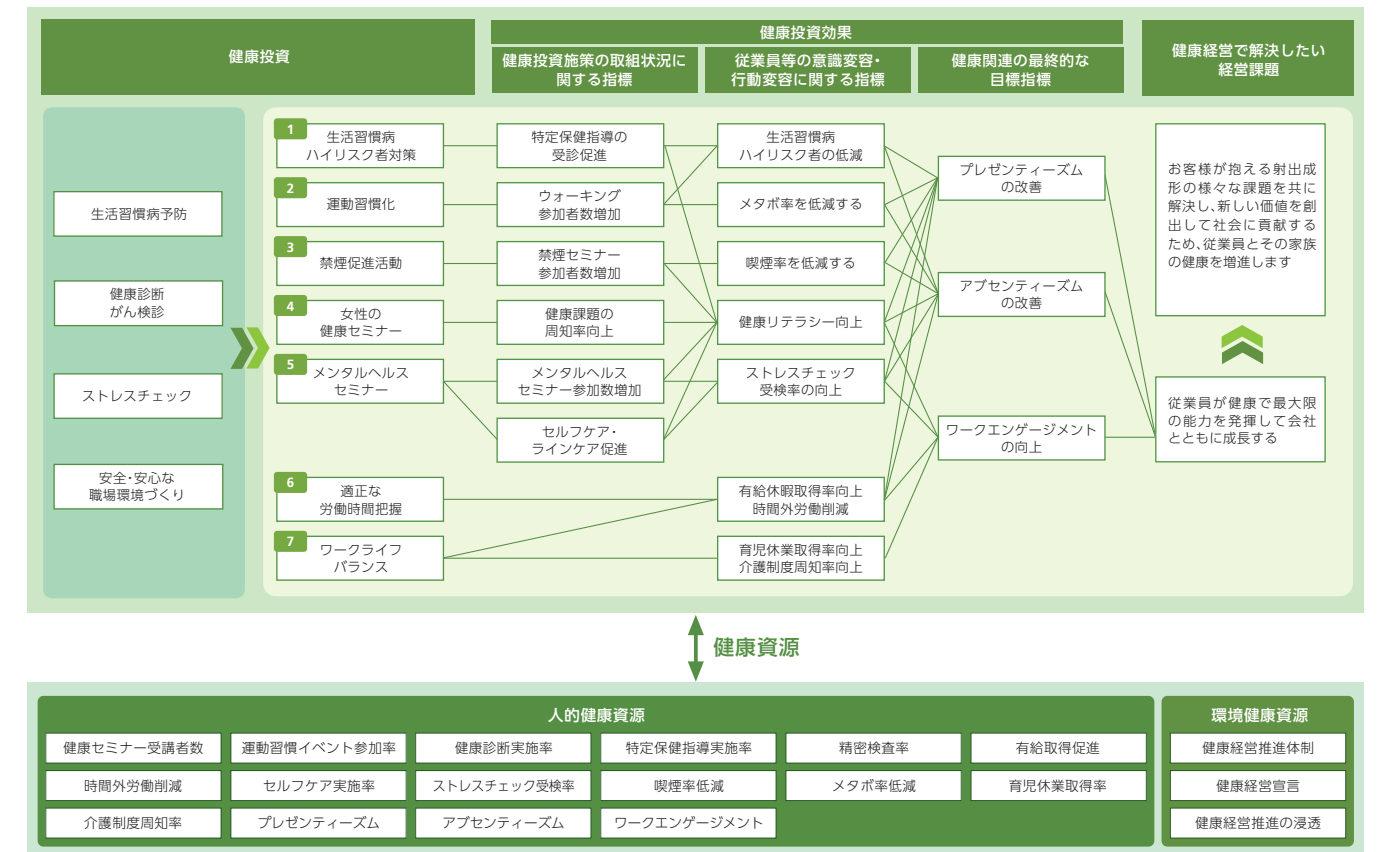 健康投資
健康投資効果
健康投資施策の取組状況に
関する指標
従業員等の意識変容・
行動変容に関する指標
健康関連の最終的な
目標指標
健康経営で解決したい
経営課題
生活習慣病予防
健康診断
がん検診
ストレスチェック
安全・安心な
職場環境づくり
1
生活習慣病
ハイリスク者対策
2
運動習慣化
3
禁煙促進活動
4
女性の
健康セミナー
5
メンタルヘルス
セミナー
6
適正な
労働時間把握
7
ワークライフ
バランス
特定保健指導の
受診促進
ウォーキング
参加者数増加
禁煙セミナー
参加者数増加
健康課題の
周知率向上
メンタルヘルス
セミナー参加数増加
セルフケア・
ラインケア促進
生活習慣病
ハイリスク者の低減
メタボ率を低減する
喫煙率を低減する
健康リテラシー向上
ストレスチェック
受検率の向上
有給休暇取得率向上
時間外労働削減
育児休業取得率向上
介護制度周知率向上
プレゼンティーズム
の改善
アプセンティーズム
の改善
ワークエンゲージメント
の向上
お客様が抱える射出成
形の様々な課題を共に
解決し、新しい価値を創
出して社会に貢献する
ため、従業員とその家族
の健康を増進します
従業員が健康で最大限
の能力を発揮して会社
とともに成長する
健康資源
人的健康資源
健康セミナー受講者数
運動習慣イベント参加率
健康診断実施率
特定保健指導実施率
精密検査率
有給取得促進
時間外労働削減
セルフケア実施率
ストレスチェック受検率
喫煙率低減
メタボ率低減
育児休業取得率
介護制度周知率
プレゼンティーズム
アプセンティーズム
ワークエンゲージメント
環境健康資源
健康経営推進体制
健康経営宣言
健康経営推進の浸透